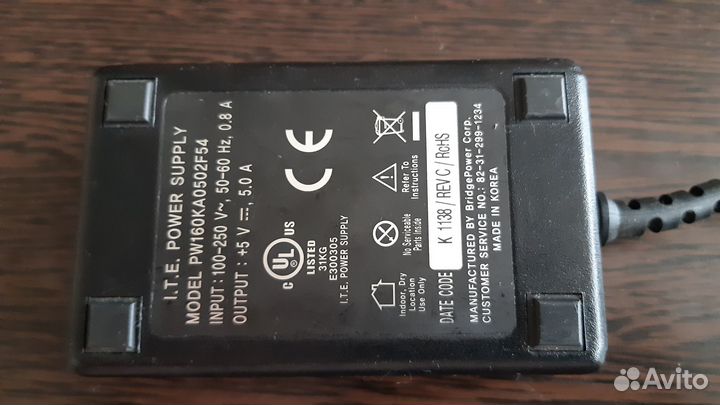 I.T.E. POWER SUPPLY
MODEL PW160KA0502F54
INPUT : 100-250 V~, 50-60 Hz, 0.8 A
OUTPUT : +5 V ⎓, 5.0 A
UL
C US
LISTED
31KG
E300305
I.T.E. POWER SUPPLY
CE
Indoor, Dry
Location
Use Only
No Serviceable
Parts Inside
Refer To
Instructions
DATE CODE
K 1138 / REV C / RoHS
MANUFACTURED BY BridgePower Corp.
CUSTOMER SERVICE NO.: 82-31-299-1234
MADE IN KOREA
Avito